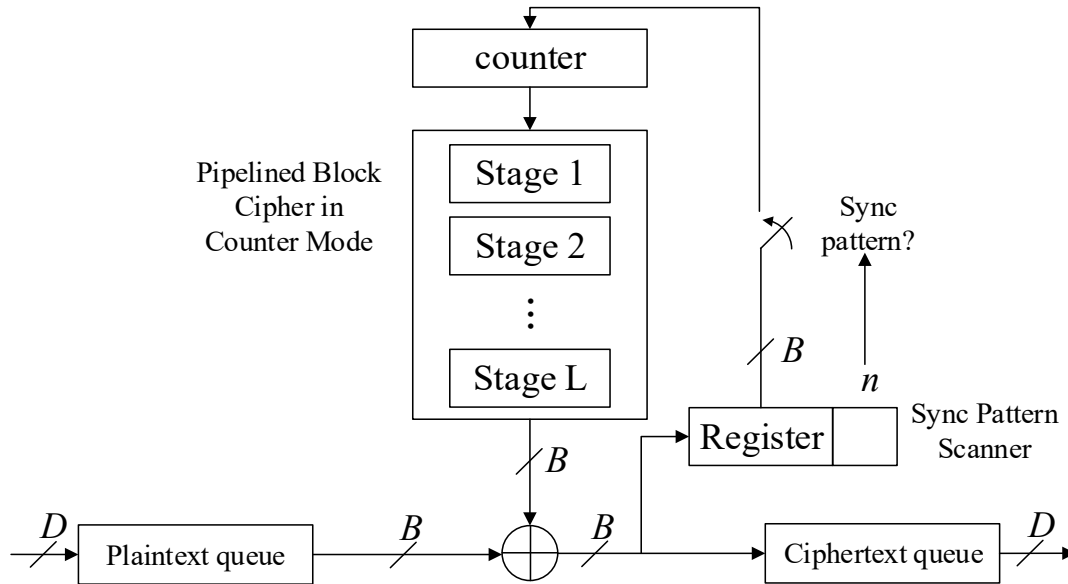 counter
Pipelined Block
Cipher in
Counter Mode
Stage 1
Stage 2
⋮
Stage L
Sync
pattern?
B
n
Register
Sync Pattern
Scanner
B
D
Plaintext queue
B
B
Ciphertext queue
D